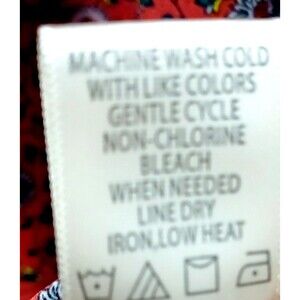 MACHINE WASH COLD
WITH LIKE COLORS
GENTLE CYCLE
NON-CHLORINE
BLEACH
WHEN NEEDED
LINE DRY
IRON,LOW HEAT